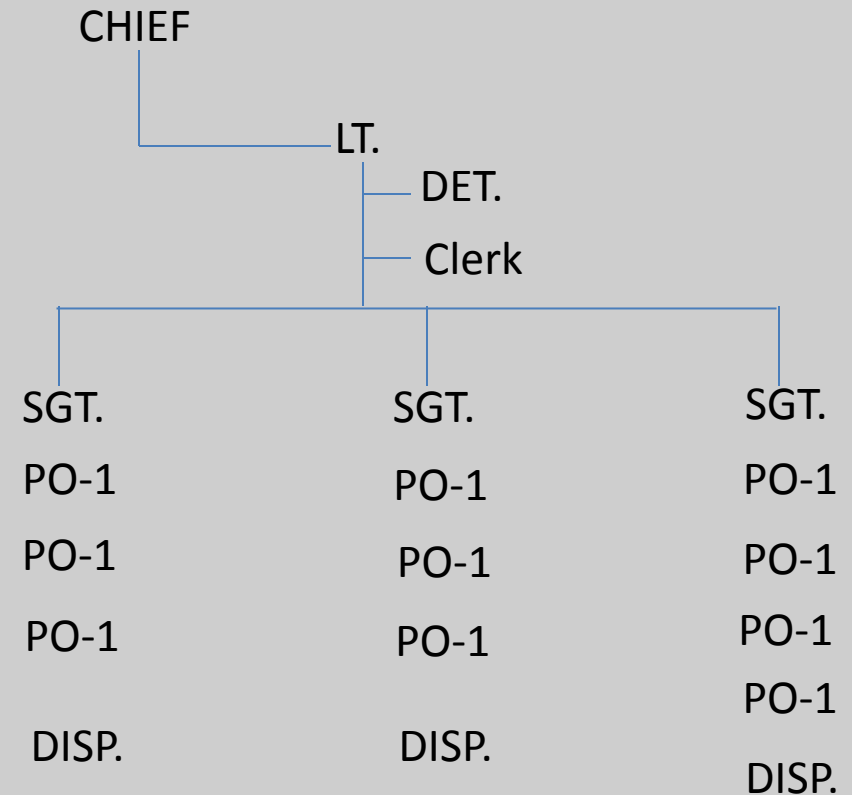 CHIEF
LT.
DET.
Clerk
SGT. SGT. SGT.
PO-1 PO-1 PO-1
PO-1 PO-1 PO-1
PO-1 PO-1 PO-1
PO-1
DISP. DISP. DISP.